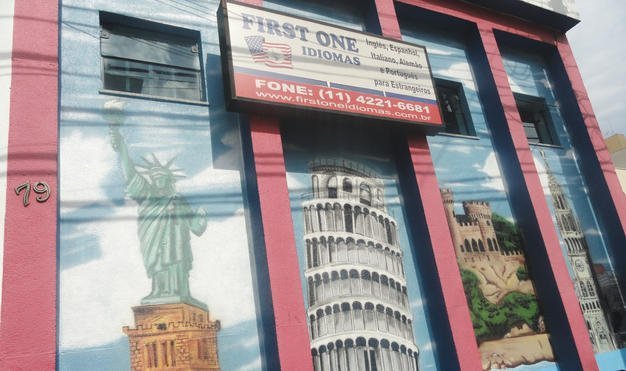 FIRST ONE
IDIOMAS
Inglês, Espanhol,
Italiano, Alemão
e Português
para Estrangeiros
FONE: (11) 4221-6681
www.firstoneidiomas.com.br
79